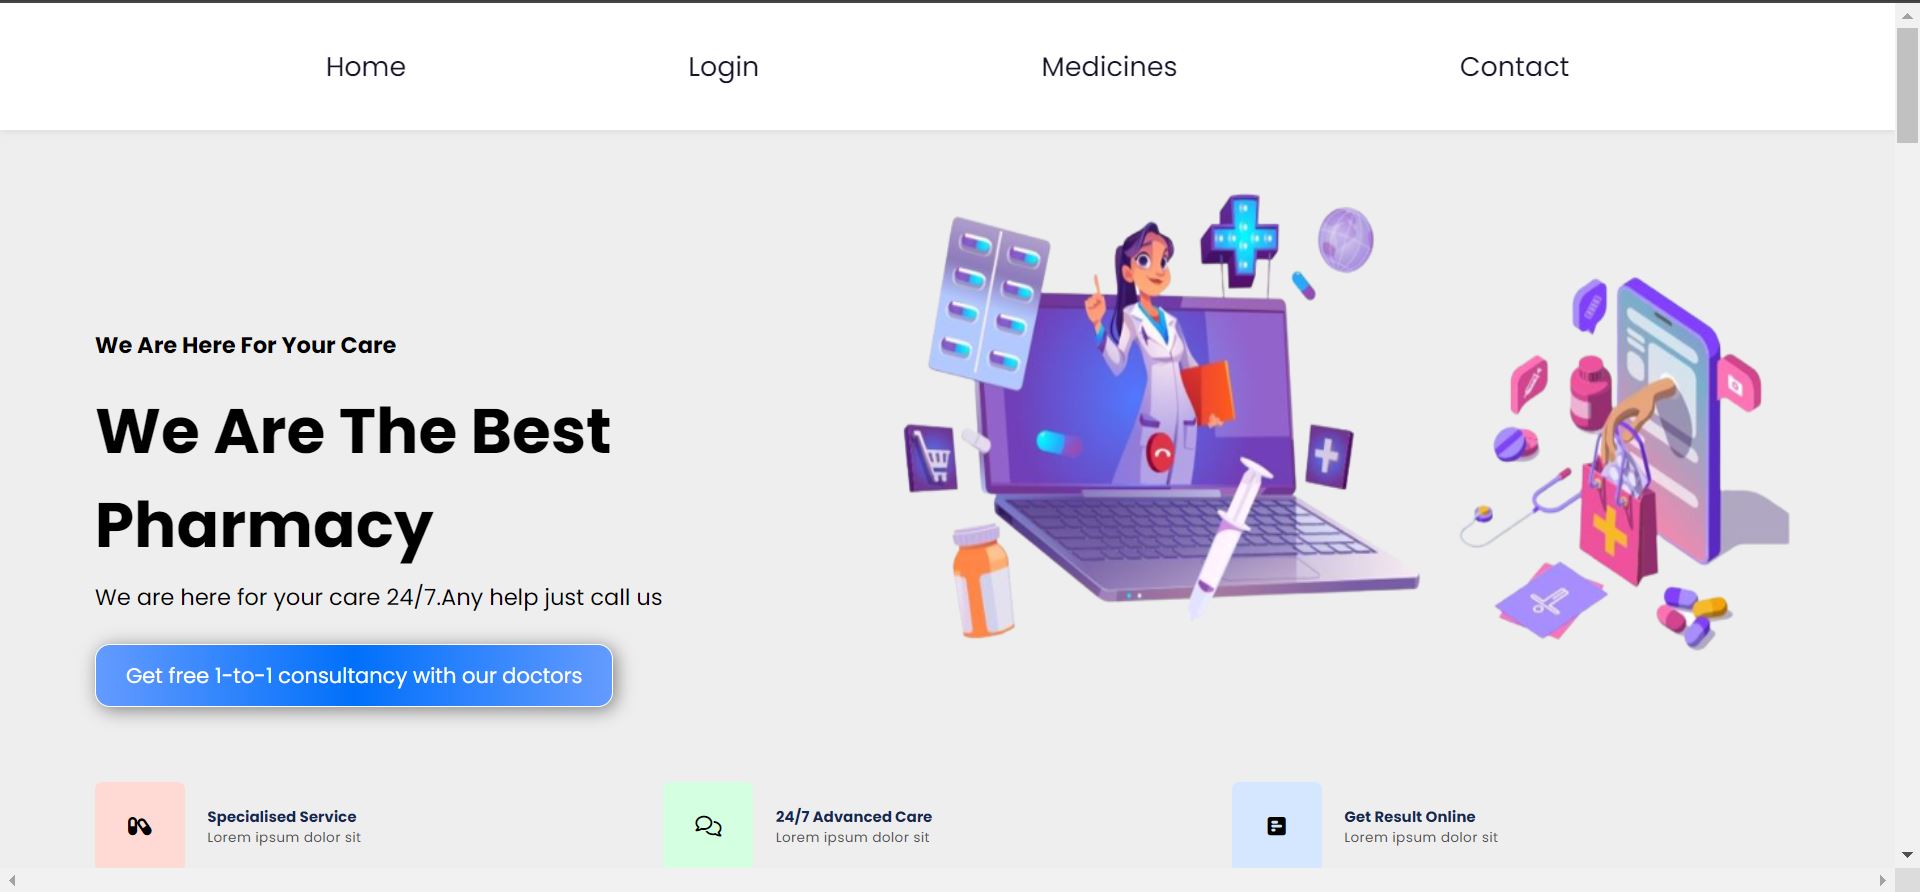 Home Login Medicines Contact
We Are Here For Your Care
We Are The Best
Pharmacy
We are here for your care 24/7.Any help just call us
Get free 1-to-1 consultancy with our doctors
Specialised Service
Lorem ipsum dolor sit
24/7 Advanced Care
Lorem ipsum dolor sit
Get Result Online
Lorem ipsum dolor sit